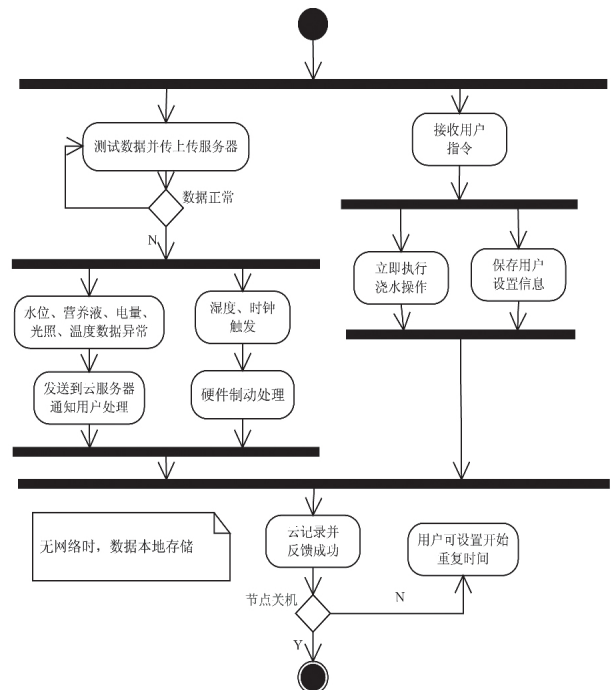 测试数据并传上传服务器
接收用户
指令
数据正常
N
立即执行
浇水操作
保存用户
设置信息
水位、营养液、电量、
光照、温度数据异常
湿度、时钟
触发
发送到云服务器
通知用户处理
硬件制动处理
无网络时，数据本地存储
云记录并
反馈成功
用户可设置开始
重复时间
节点关机
N
Y